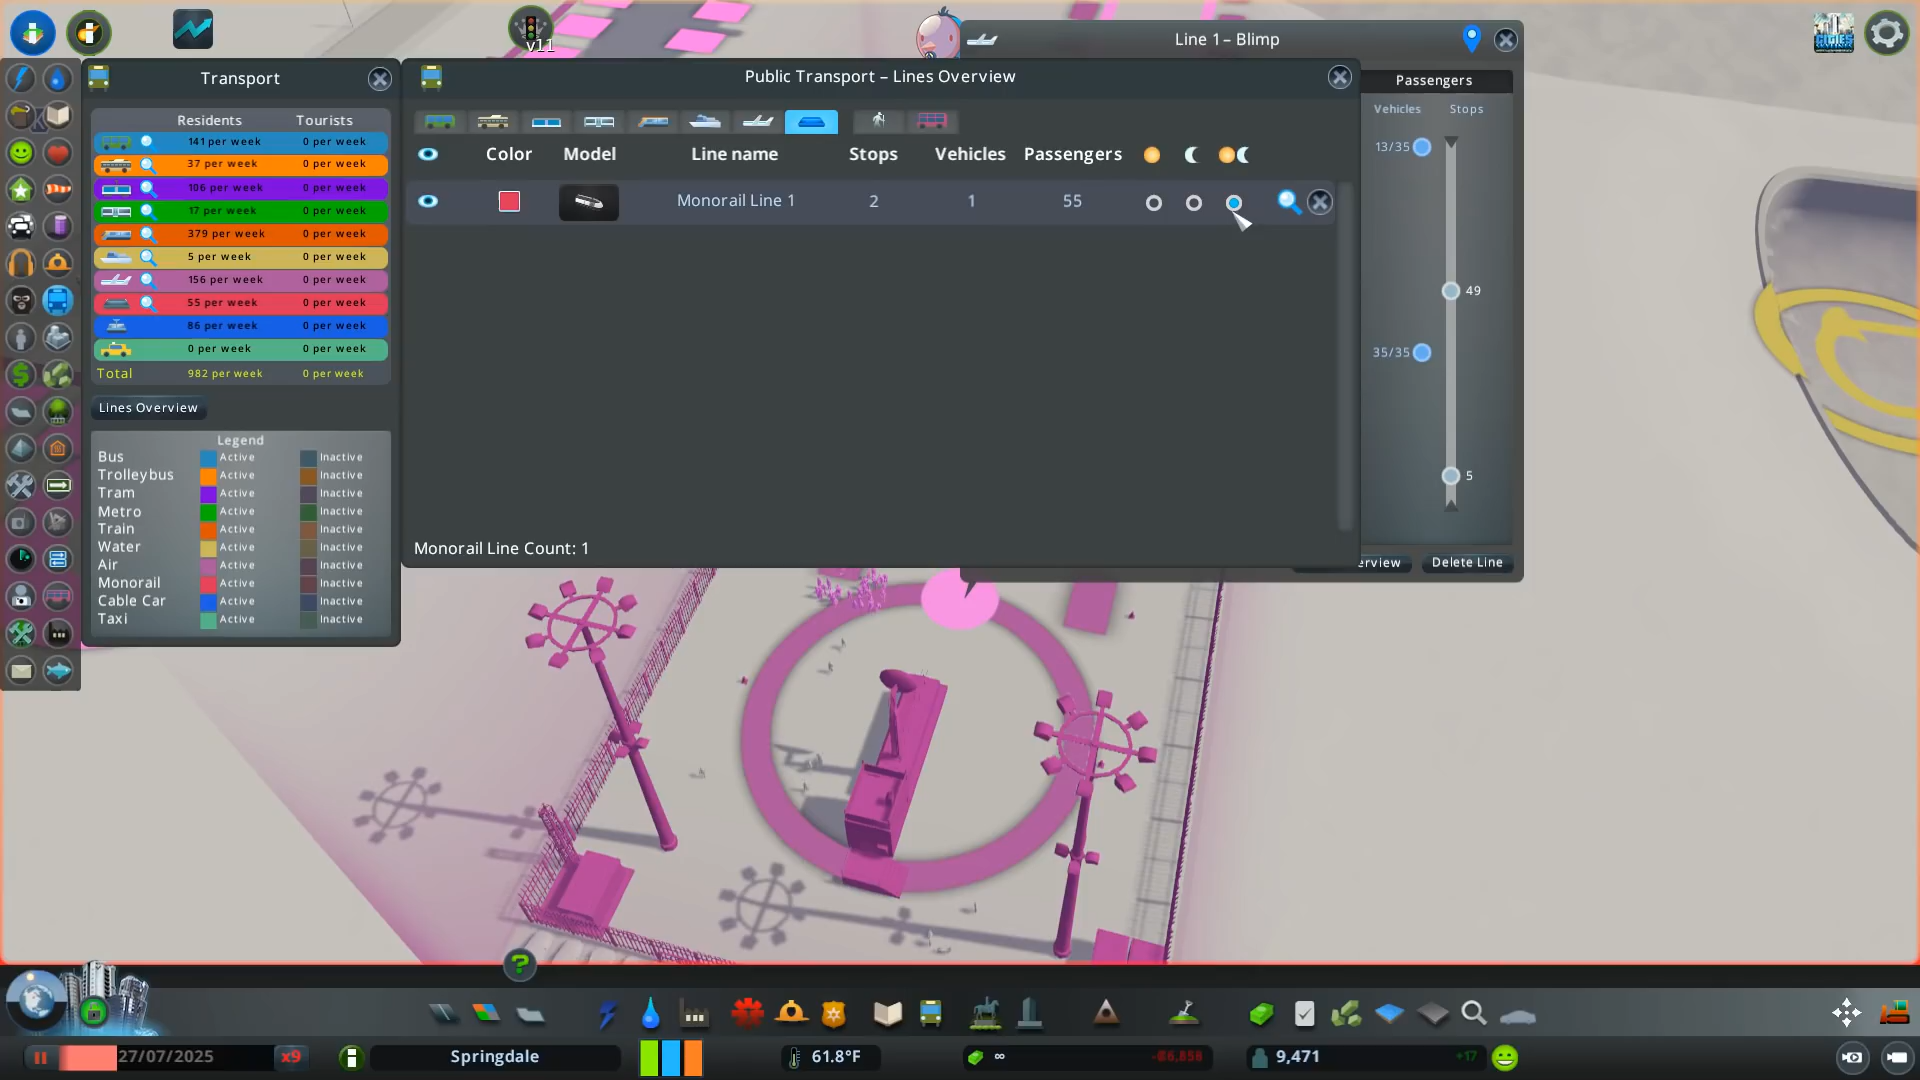 v11
Line 1 – Blimp
Transport
Public Transport – Lines Overview
Passengers
Vehicles Stops
Residents Tourists
141 per week 0 per week
37 per week 0 per week
106 per week 0 per week
17 per week 0 per week
379 per week 0 per week
5 per week 0 per week
156 per week 0 per week
55 per week 0 per week
86 per week 0 per week
0 per week 0 per week
Total 982 per week 0 per week
Lines Overview
Legend
Bus Active Inactive
Trolleybus Active Inactive
Tram Active Inactive
Metro Active Inactive
Train Active Inactive
Water Active Inactive
Air Active Inactive
Monorail Active Inactive
Cable Car Active Inactive
Taxi Active Inactive
Color Model Line name Stops Vehicles Passengers
Monorail Line 1 2 1 55
Monorail Line Count: 1
13/35
49
35/35
5
erview
Delete Line
?
27/07/2025
x9
Springdale
61.8°F
∞
9,471
+17